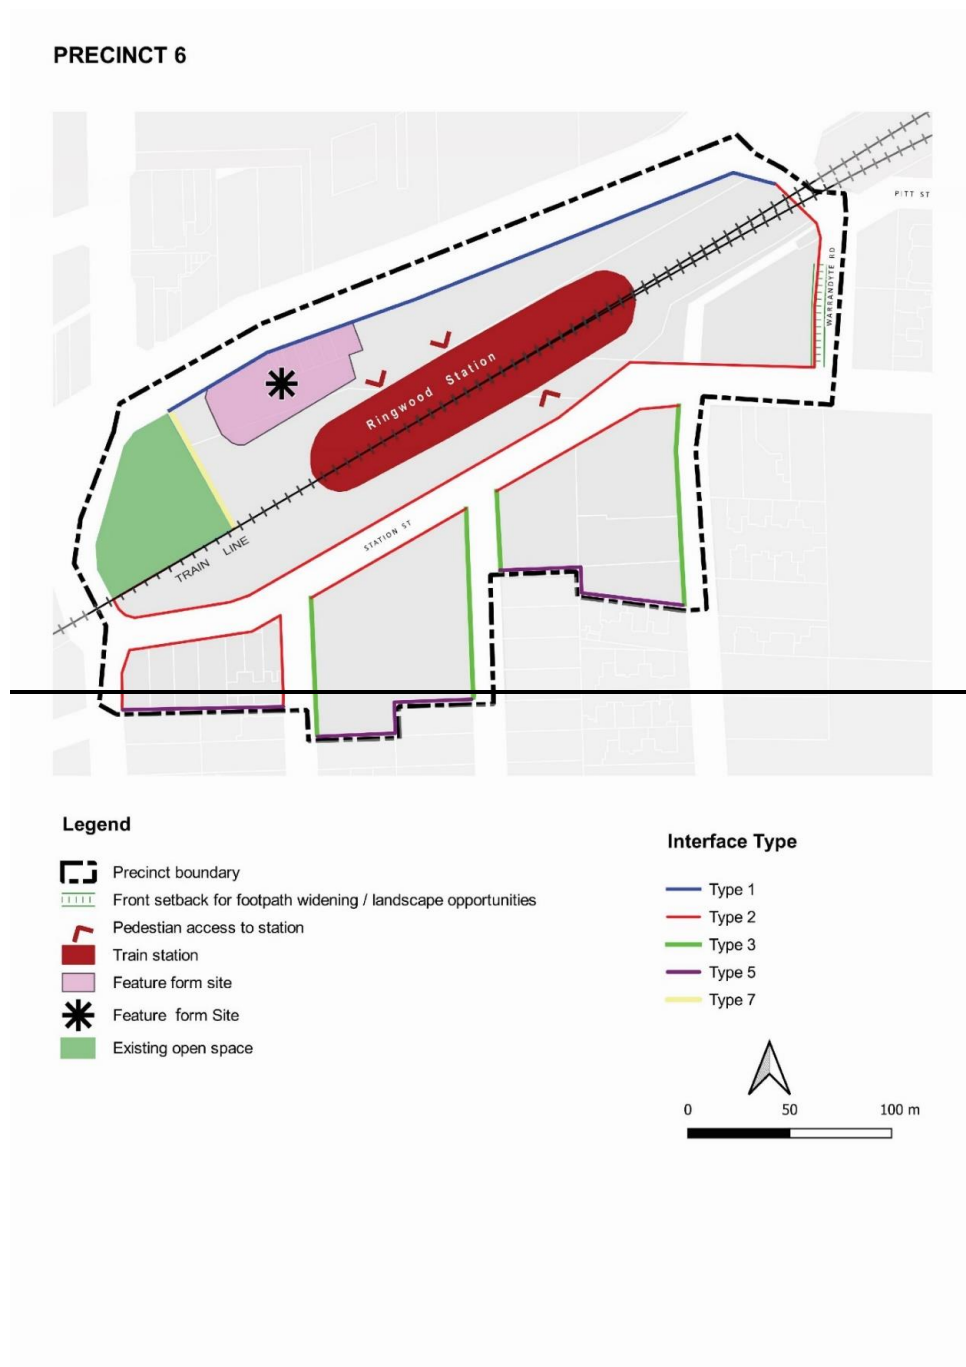 PRECINCT 6
PITT ST
WARRANDYTE RD
Ringwood Station
STATION ST
TRAIN LINE
Legend
Precinct boundary
Front setback for footpath widening / landscape opportunities
Pedestian access to station
Train station
Feature form site
Feature form Site
Existing open space
Interface Type
Type 1
Type 2
Type 3
Type 5
Type 7
0 50 100 m